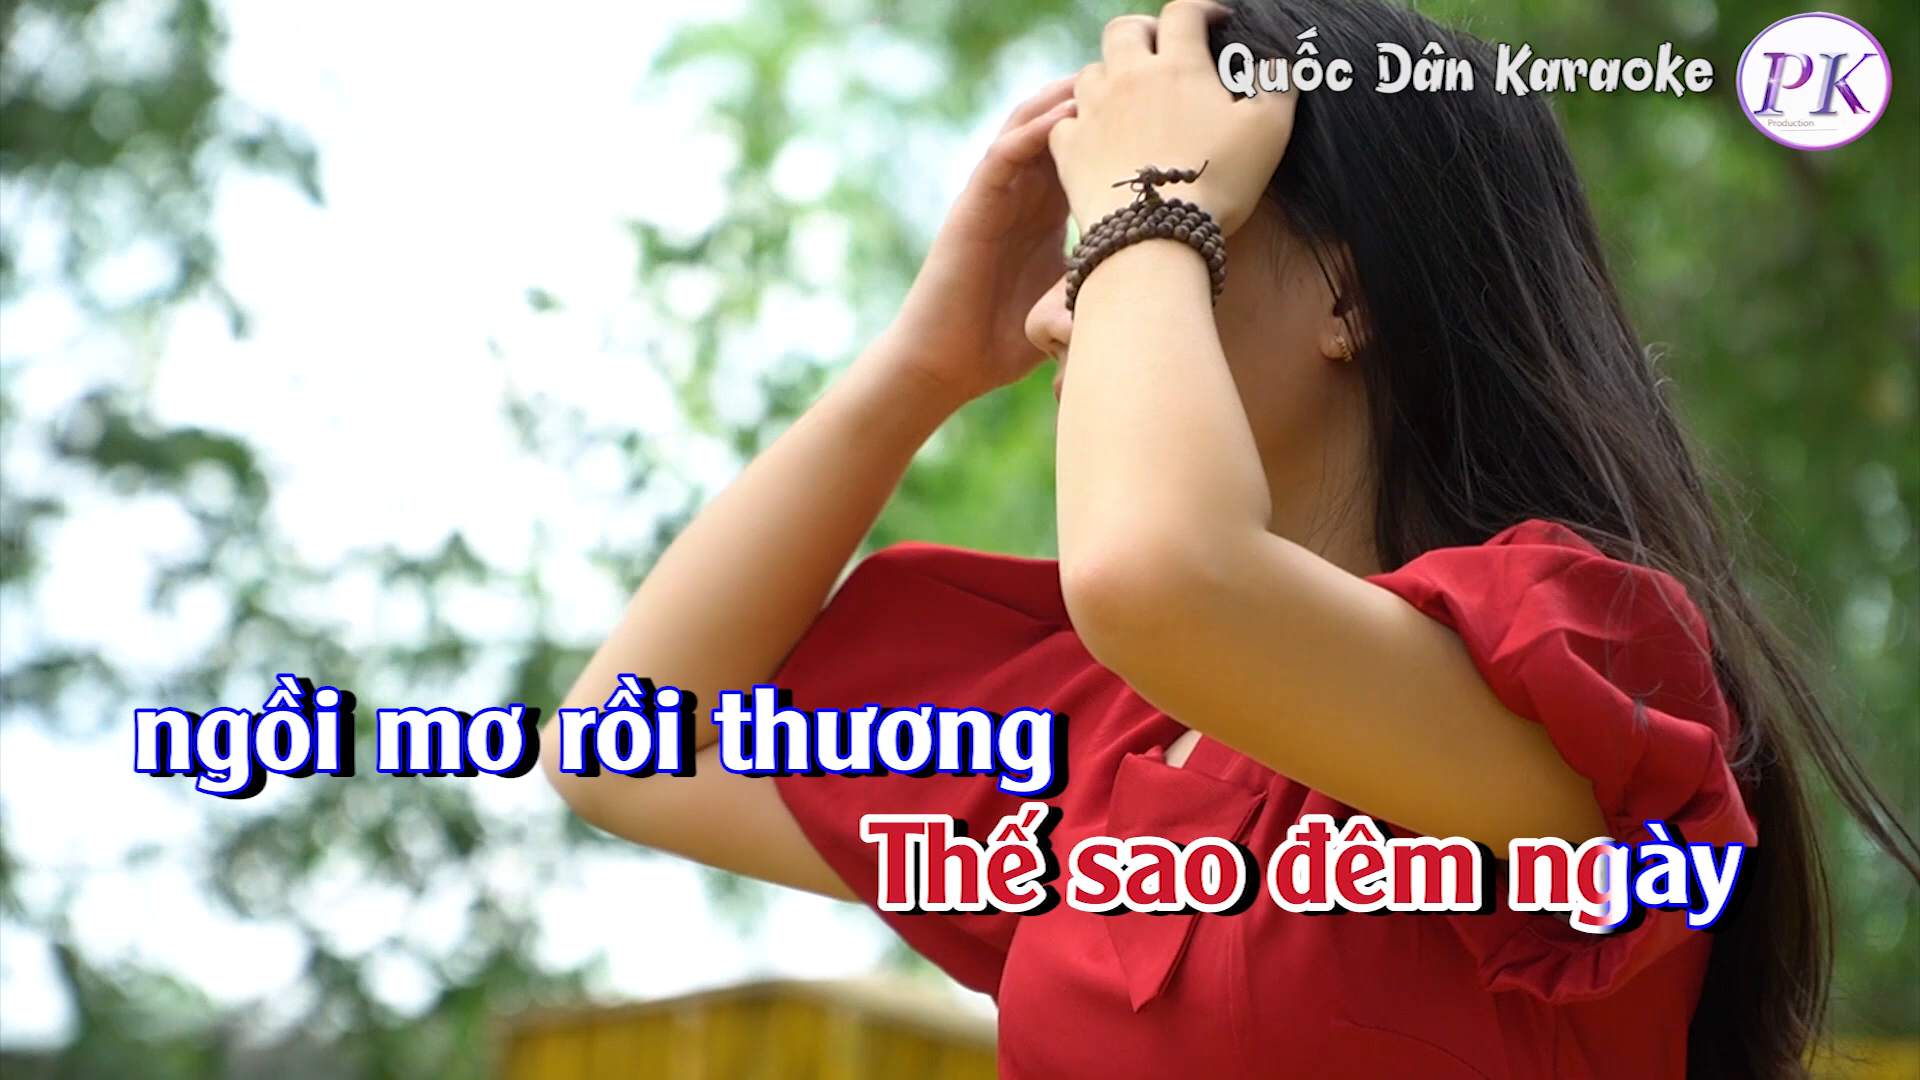 Quốc Dân Karaoke
PK
Production
ngồi mơ rồi thương
Thế sao đêm ngày